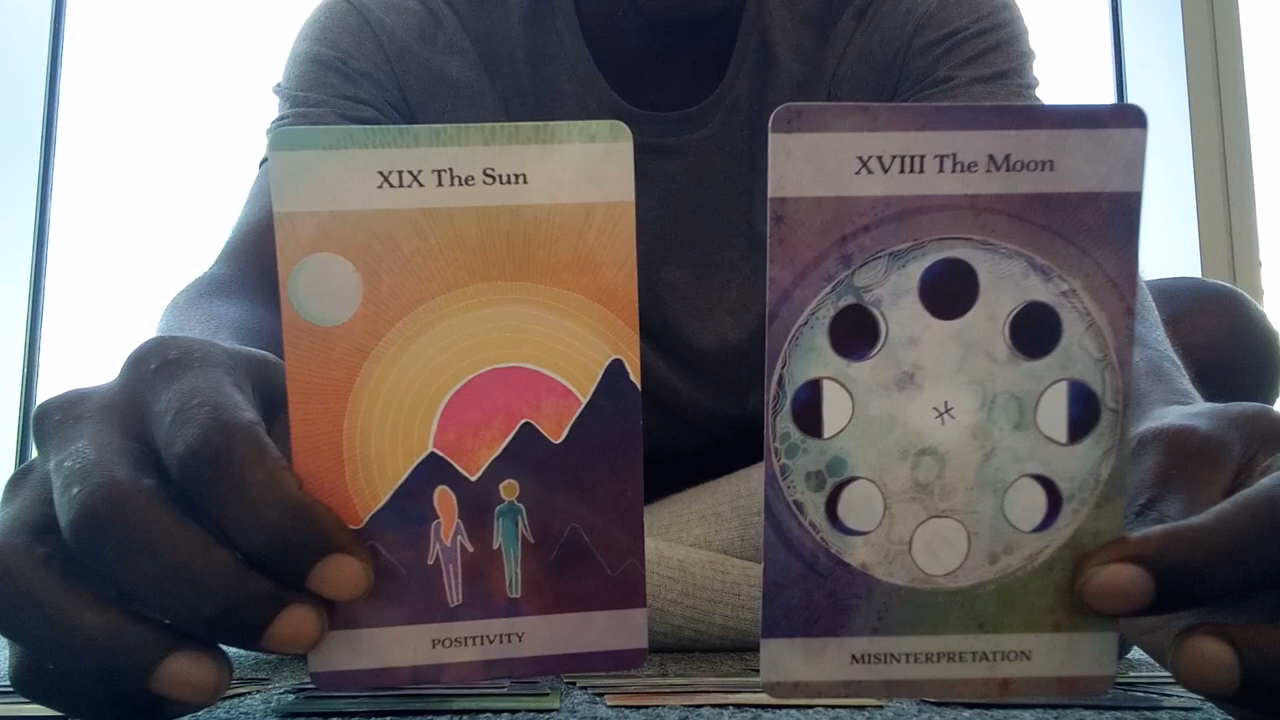 XIX The Sun
POSITIVITY
XVIII The Moon
MISINTERPRETATION